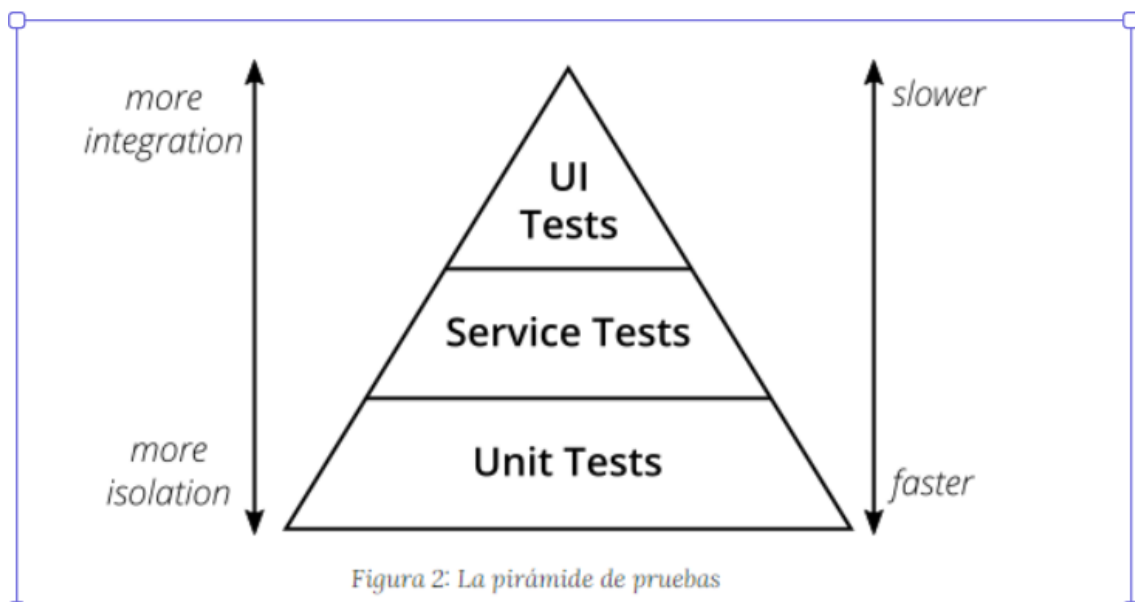 more
integration
slower
UI
Tests
Service Tests
Unit Tests
more
isolation
faster
Figura 2: La pirámide de pruebas